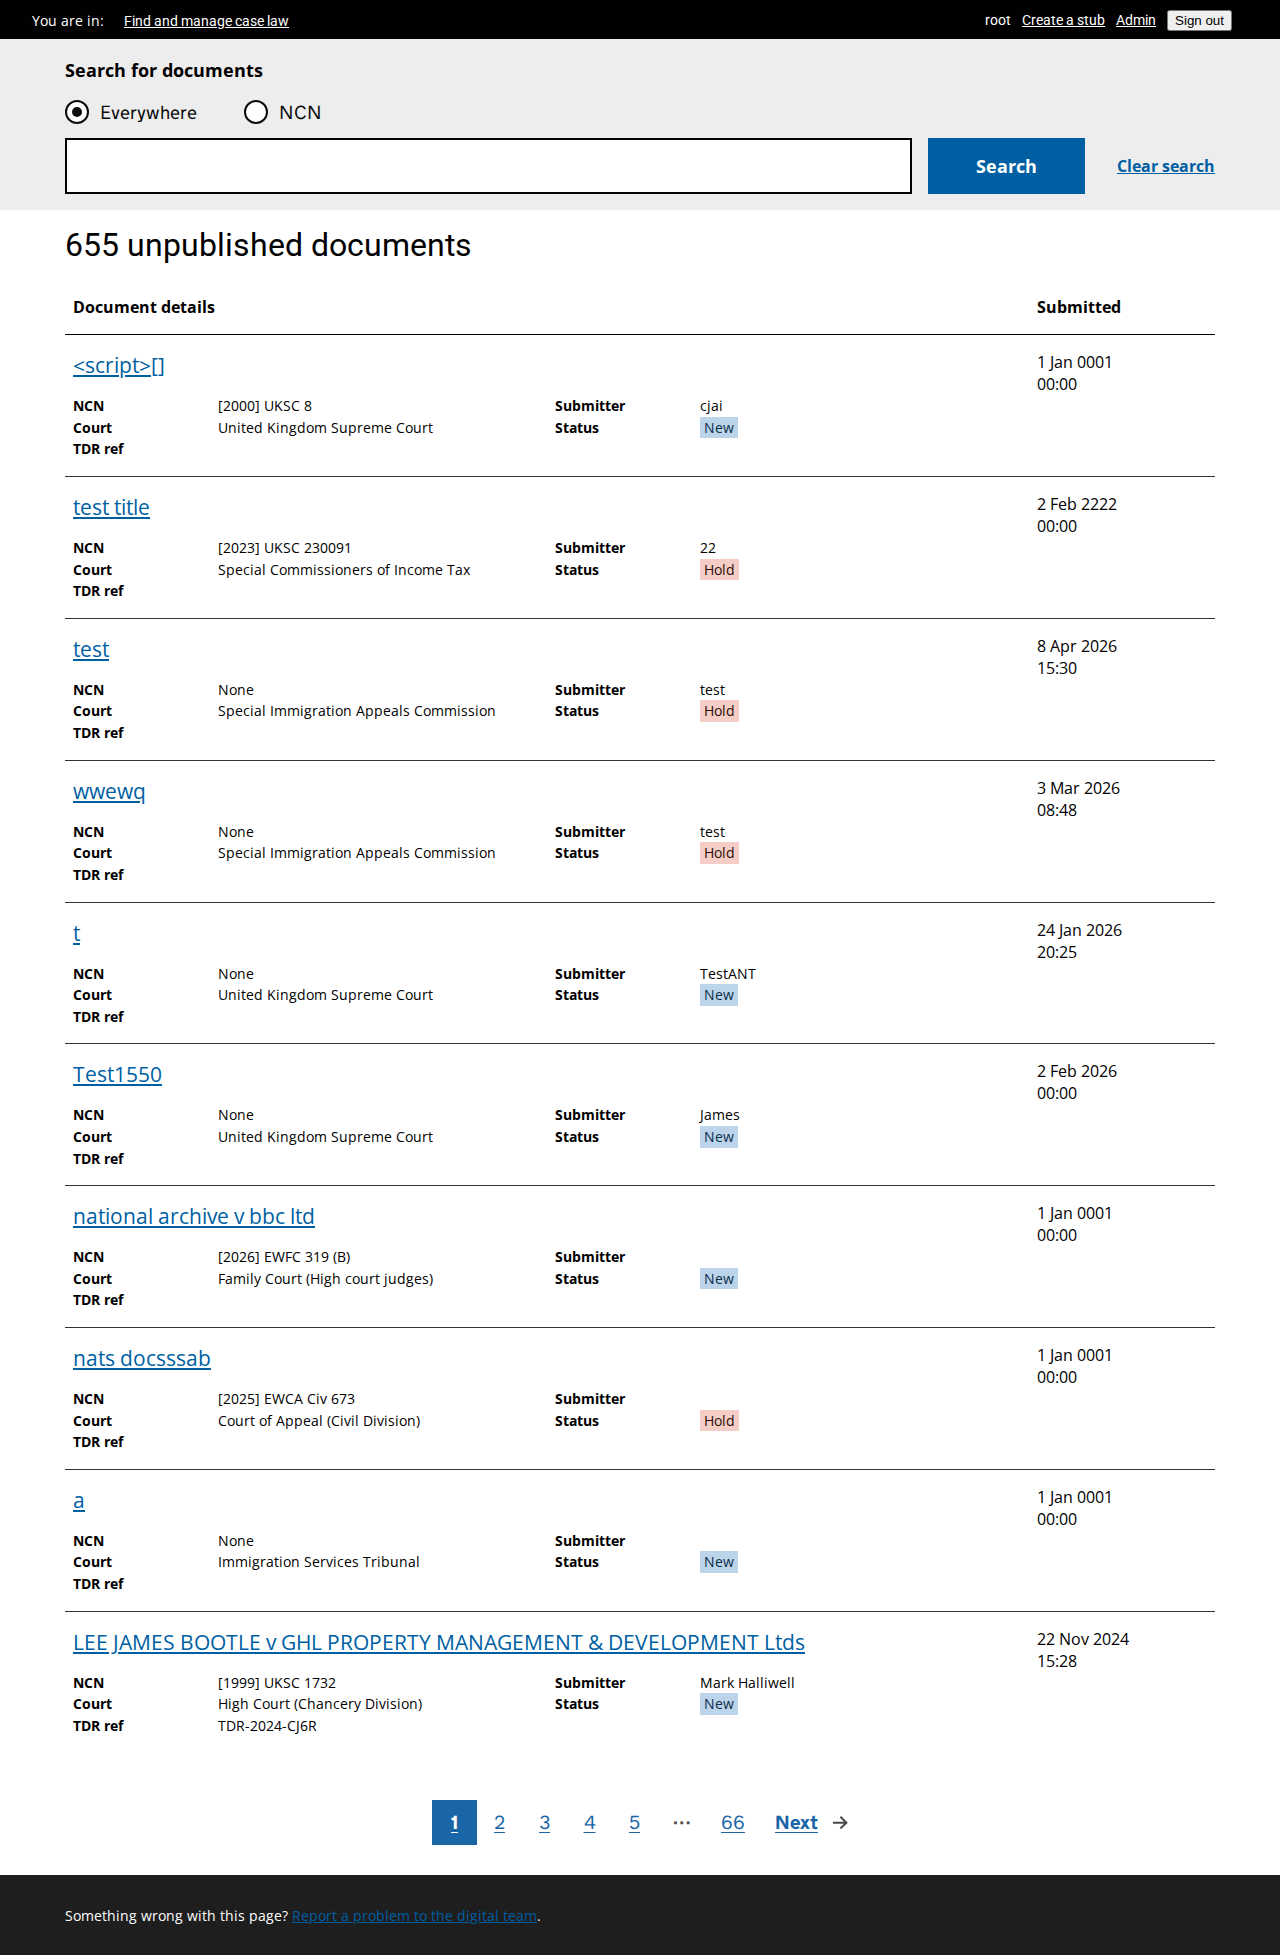 You are in: Find and manage case law root Create a stub Admin Sign out
Search for documents
Everywhere NCN
Search Clear search
655 unpublished documents
Document details Submitted
<script>[] 1 Jan 0001
00:00
NCN [2000] UKSC 8 Submitter cjai
Court United Kingdom Supreme Court Status New
TDR ref
test title 2 Feb 2222
00:00
NCN [2023] UKSC 230091 Submitter 22
Court Special Commissioners of Income Tax Status Hold
TDR ref
test 8 Apr 2026
15:30
NCN None Submitter test
Court Special Immigration Appeals Commission Status Hold
TDR ref
wwewq 3 Mar 2026
08:48
NCN None Submitter test
Court Special Immigration Appeals Commission Status Hold
TDR ref
t 24 Jan 2026
20:25
NCN None Submitter TestANT
Court United Kingdom Supreme Court Status New
TDR ref
Test1550 2 Feb 2026
00:00
NCN None Submitter James
Court United Kingdom Supreme Court Status New
TDR ref
national archive v bbc ltd 1 Jan 0001
00:00
NCN [2026] EWFC 319 (B) Submitter
Court Family Court (High court judges) Status New
TDR ref
nats docsssab 1 Jan 0001
00:00
NCN [2025] EWCA Civ 673 Submitter
Court Court of Appeal (Civil Division) Status Hold
TDR ref
a 1 Jan 0001
00:00
NCN None Submitter
Court Immigration Services Tribunal Status New
TDR ref
LEE JAMES BOOTLE v GHL PROPERTY MANAGEMENT & DEVELOPMENT Ltds 22 Nov 2024
15:28
NCN [1999] UKSC 1732 Submitter Mark Halliwell
Court High Court (Chancery Division) Status New
TDR ref TDR-2024-CJ6R
1 2 3 4 5 ··· 66 Next →
Something wrong with this page? Report a problem to the digital team.